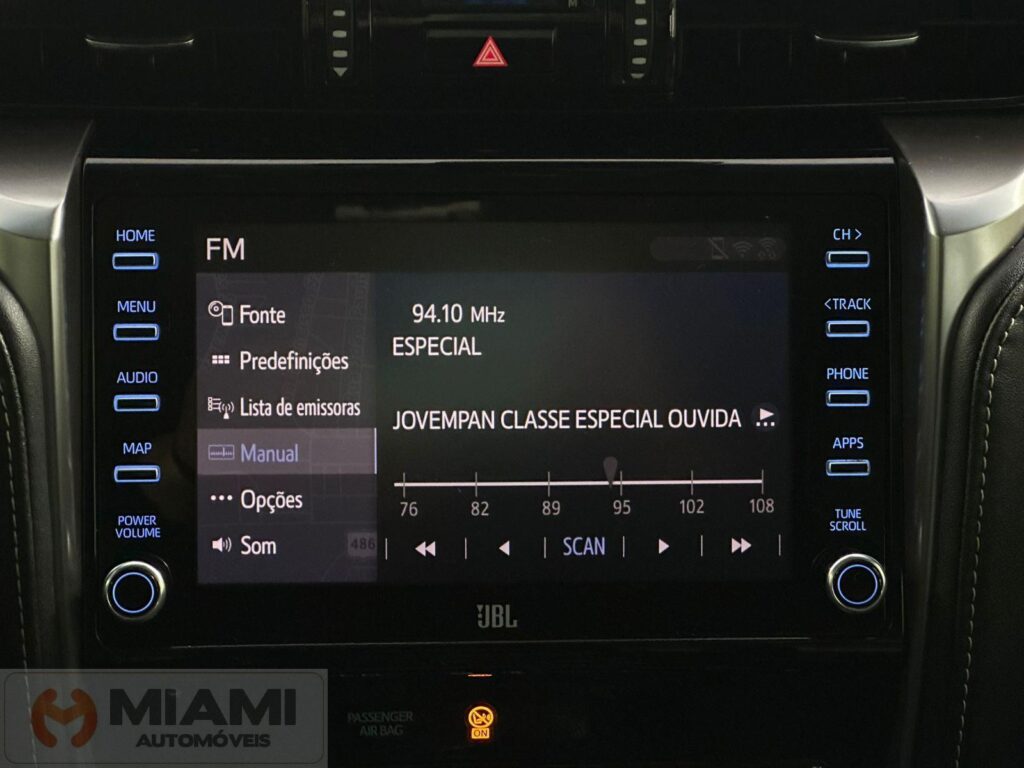 M
HOME
MENU
AUDIO
MAP
POWER
VOLUME
FM
Fonte
Predefinições
Lista de emissoras
Manual
Opções
Som
486
94.10 MHz
ESPECIAL
JOVEMPAN CLASSE ESPECIAL OUVIDA
76 82 89 95 102 108
SCAN
CH >
< TRACK
PHONE
APPS
TUNE
SCROLL
JBL
PASSENGER
AIR BAG
ON
MIAMI
AUTOMÓVEIS